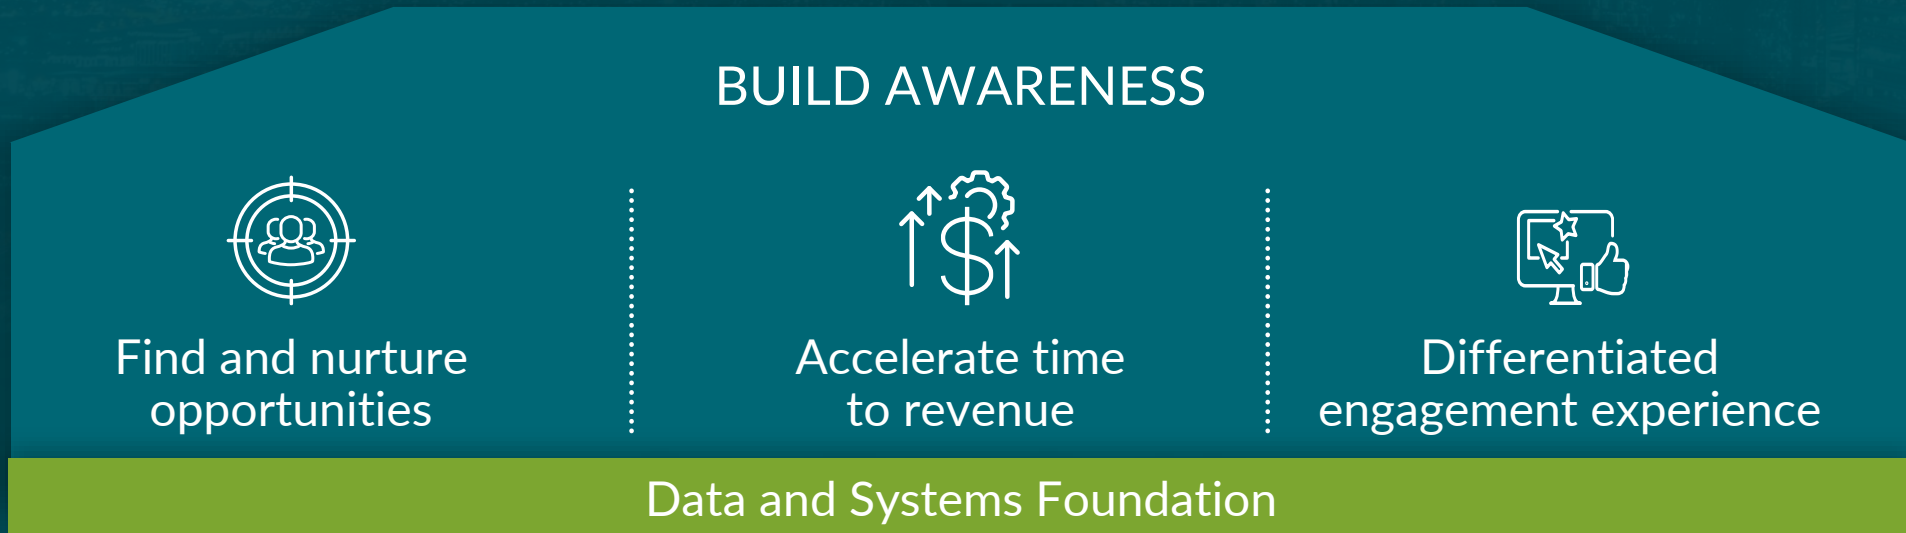 BUILD AWARENESS
Find and nurture
opportunities
Accelerate time
to revenue
Differentiated
engagement experience
Data and Systems Foundation